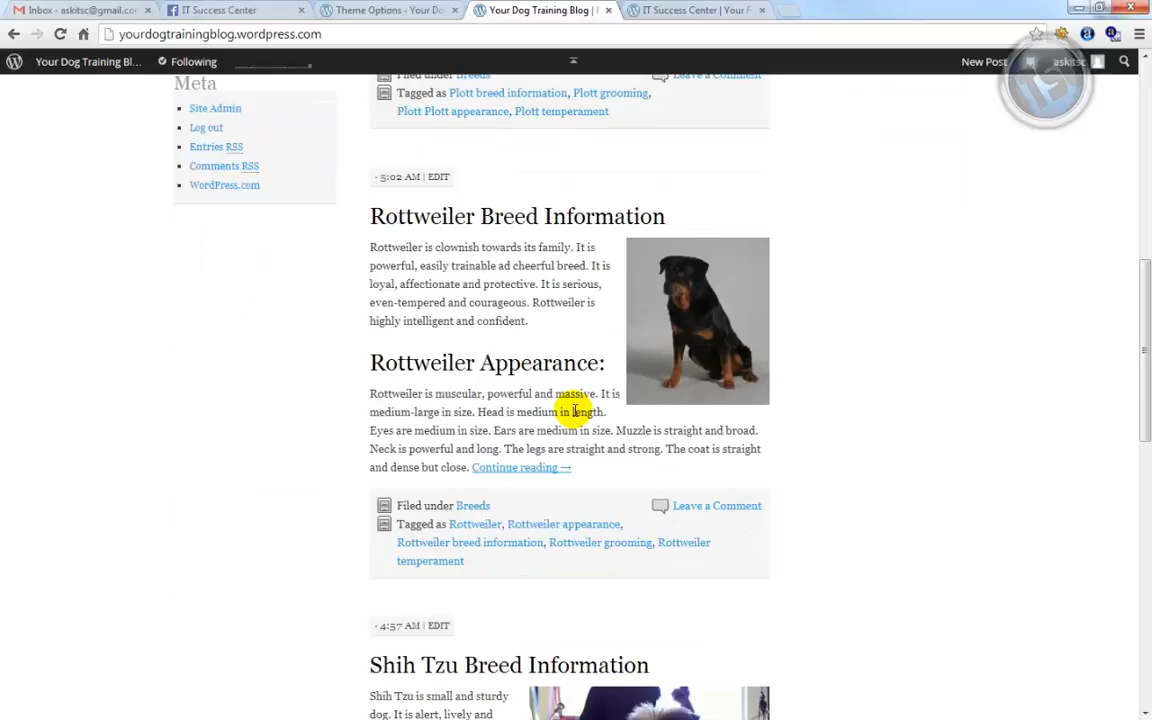 Inbox - askitsc@gmail.co
IT Success Center
Theme Options - Your Do
Your Dog Training Blog |
IT Success Center | Your F
yourdogtrainingblog.wordpress.com
Your Dog Training Bl... Following New Post askitsc
Meta
Site Admin
Log out
Entries RSS
Comments RSS
WordPress.com
Filed under Breeds Leave a Comment
Tagged as Plott breed information, Plott grooming,
Plott Plott appearance, Plott temperament
· 5:02 AM | EDIT
Rottweiler Breed Information
Rottweiler is clownish towards its family. It is
powerful, easily trainable ad cheerful breed. It is
loyal, affectionate and protective. It is serious,
even-tempered and courageous. Rottweiler is
highly intelligent and confident.
Rottweiler Appearance:
Rottweiler is muscular, powerful and massive. It is
medium-large in size. Head is medium in length.
Eyes are medium in size. Ears are medium in size. Muzzle is straight and broad.
Neck is powerful and long. The legs are straight and strong. The coat is straight
and dense but close. Continue reading →
Filed under Breeds Leave a Comment
Tagged as Rottweiler, Rottweiler appearance,
Rottweiler breed information, Rottweiler grooming, Rottweiler
temperament
· 4:57 AM | EDIT
Shih Tzu Breed Information
Shih Tzu is small and sturdy
dog. It is alert, lively and